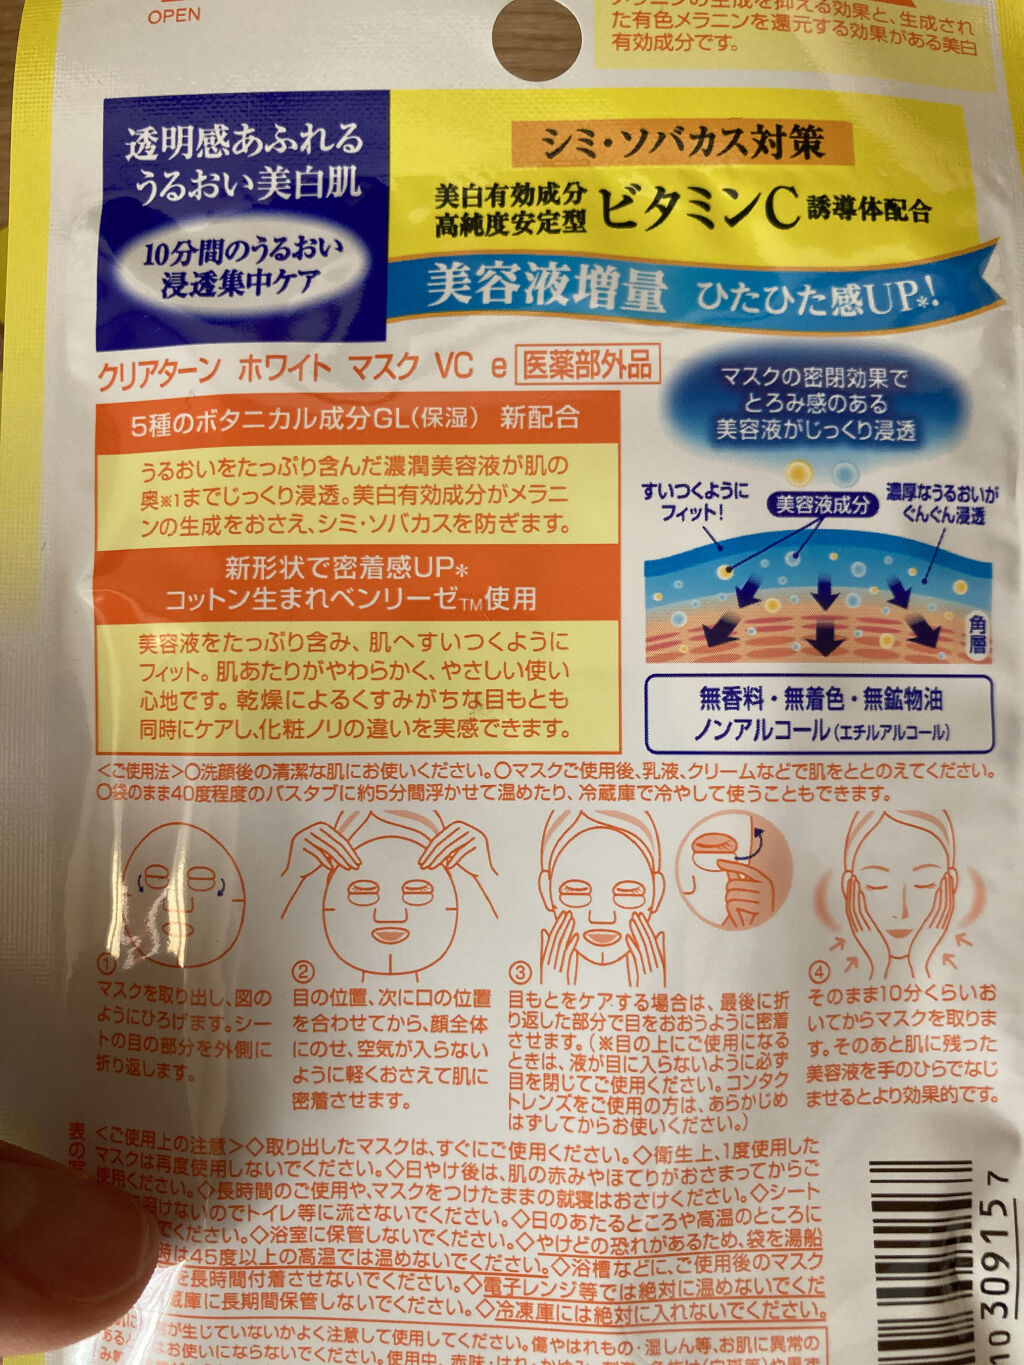 OPEN
メラニンの生成を抑える効果と、生成され
た有色メラニンを還元する効果がある美白
有効成分です。
透明感あふれる
うるおい美白肌
10分間のうるおい
浸透集中ケア
シミ・ソバカス対策
美白有効成分
高純度安定型
ビタミンC誘導体配合
美容液増量 ひたひた感UP*!
クリアターン ホワイト マスク VC e 医薬部外品
5種のボタニカル成分GL(保湿) 新配合
うるおいをたっぷり含んだ濃潤美容液が肌の
奥※1までじっくり浸透。美白有効成分がメラニ
ンの生成をおさえ、シミ・ソバカスを防ぎます。
新形状で密着感UP*
コットン生まれベンリーゼTM使用
美容液をたっぷり含み、肌へすいつくように
フィット。肌あたりがやわらかく、やさしい使い
心地です。乾燥によるくすみがちな目もとも
同時にケアし、化粧ノリの違いを実感できます。
マスクの密閉効果で
とろみ感のある
美容液がじっくり浸透
すいつくように
フィット!
美容液成分
濃厚なうるおいが
ぐんぐん浸透
角層
無香料・無着色・無鉱物油
ノンアルコール(エチルアルコール)
<ご使用法>○洗顔後の清潔な肌にお使いください。○マスクご使用後、乳液、クリームなどで肌をととのえてください。
○袋のまま40度程度のバスタブに約5分間浮かせて温めたり、冷蔵庫で冷やして使うこともできます。
①
マスクを取り出し、図の
ようにひろげます。シー
トの目の部分を外側に
折り返します。
②
目の位置、次に口の位置
を合わせてから、顔全体
にのせ、空気が入らない
ように軽くおさえて肌に
密着させます。
③
目もとをケアする場合は、最後に折
り返した部分で目をおおうように密着
させます。(※目の上にご使用になる
ときは、液が目に入らないように必ず
目を閉じてご使用ください。コンタク
トレンズをご使用の方は、あらかじめ
はずしてからお使いください。)
④
そのまま10分くらいお
いてからマスクを取りま
す。そのあと肌に残った
美容液を手のひらでなじ
ませるとより効果的です。
<ご使用上の注意>◇取り出したマスクは、すぐにご使用ください。◇衛生上、1度使用した
マスクは再度使用しないでください。◇日やけ後は、肌の赤みやほてりがおさまってからご
使用ください。◇長時間のご使用や、マスクをつけたままの就寝はおさけください。◇シート
溶けないのでトイレ等に流さないでください。◇日のあたるところや高温のところに
でください。◇浴室に保管しないでください。◇やけどの恐れがあるため、袋を湯船
時は45度以上の高温では温めないでください。◇浴槽などに、ご使用後のマスク
を長時間付着させないでください。◇電子レンジ等では絶対に温めないでくだ
蔵庫に長期間保管しないでください。◇冷凍庫には絶対に入れないでください。
が生じていないかよく注意して使用してください。傷やはれもの・湿しん等、お肌に異常の
はお使いにならないでください。使用中、赤味・はれ・かゆみ
表の
309157